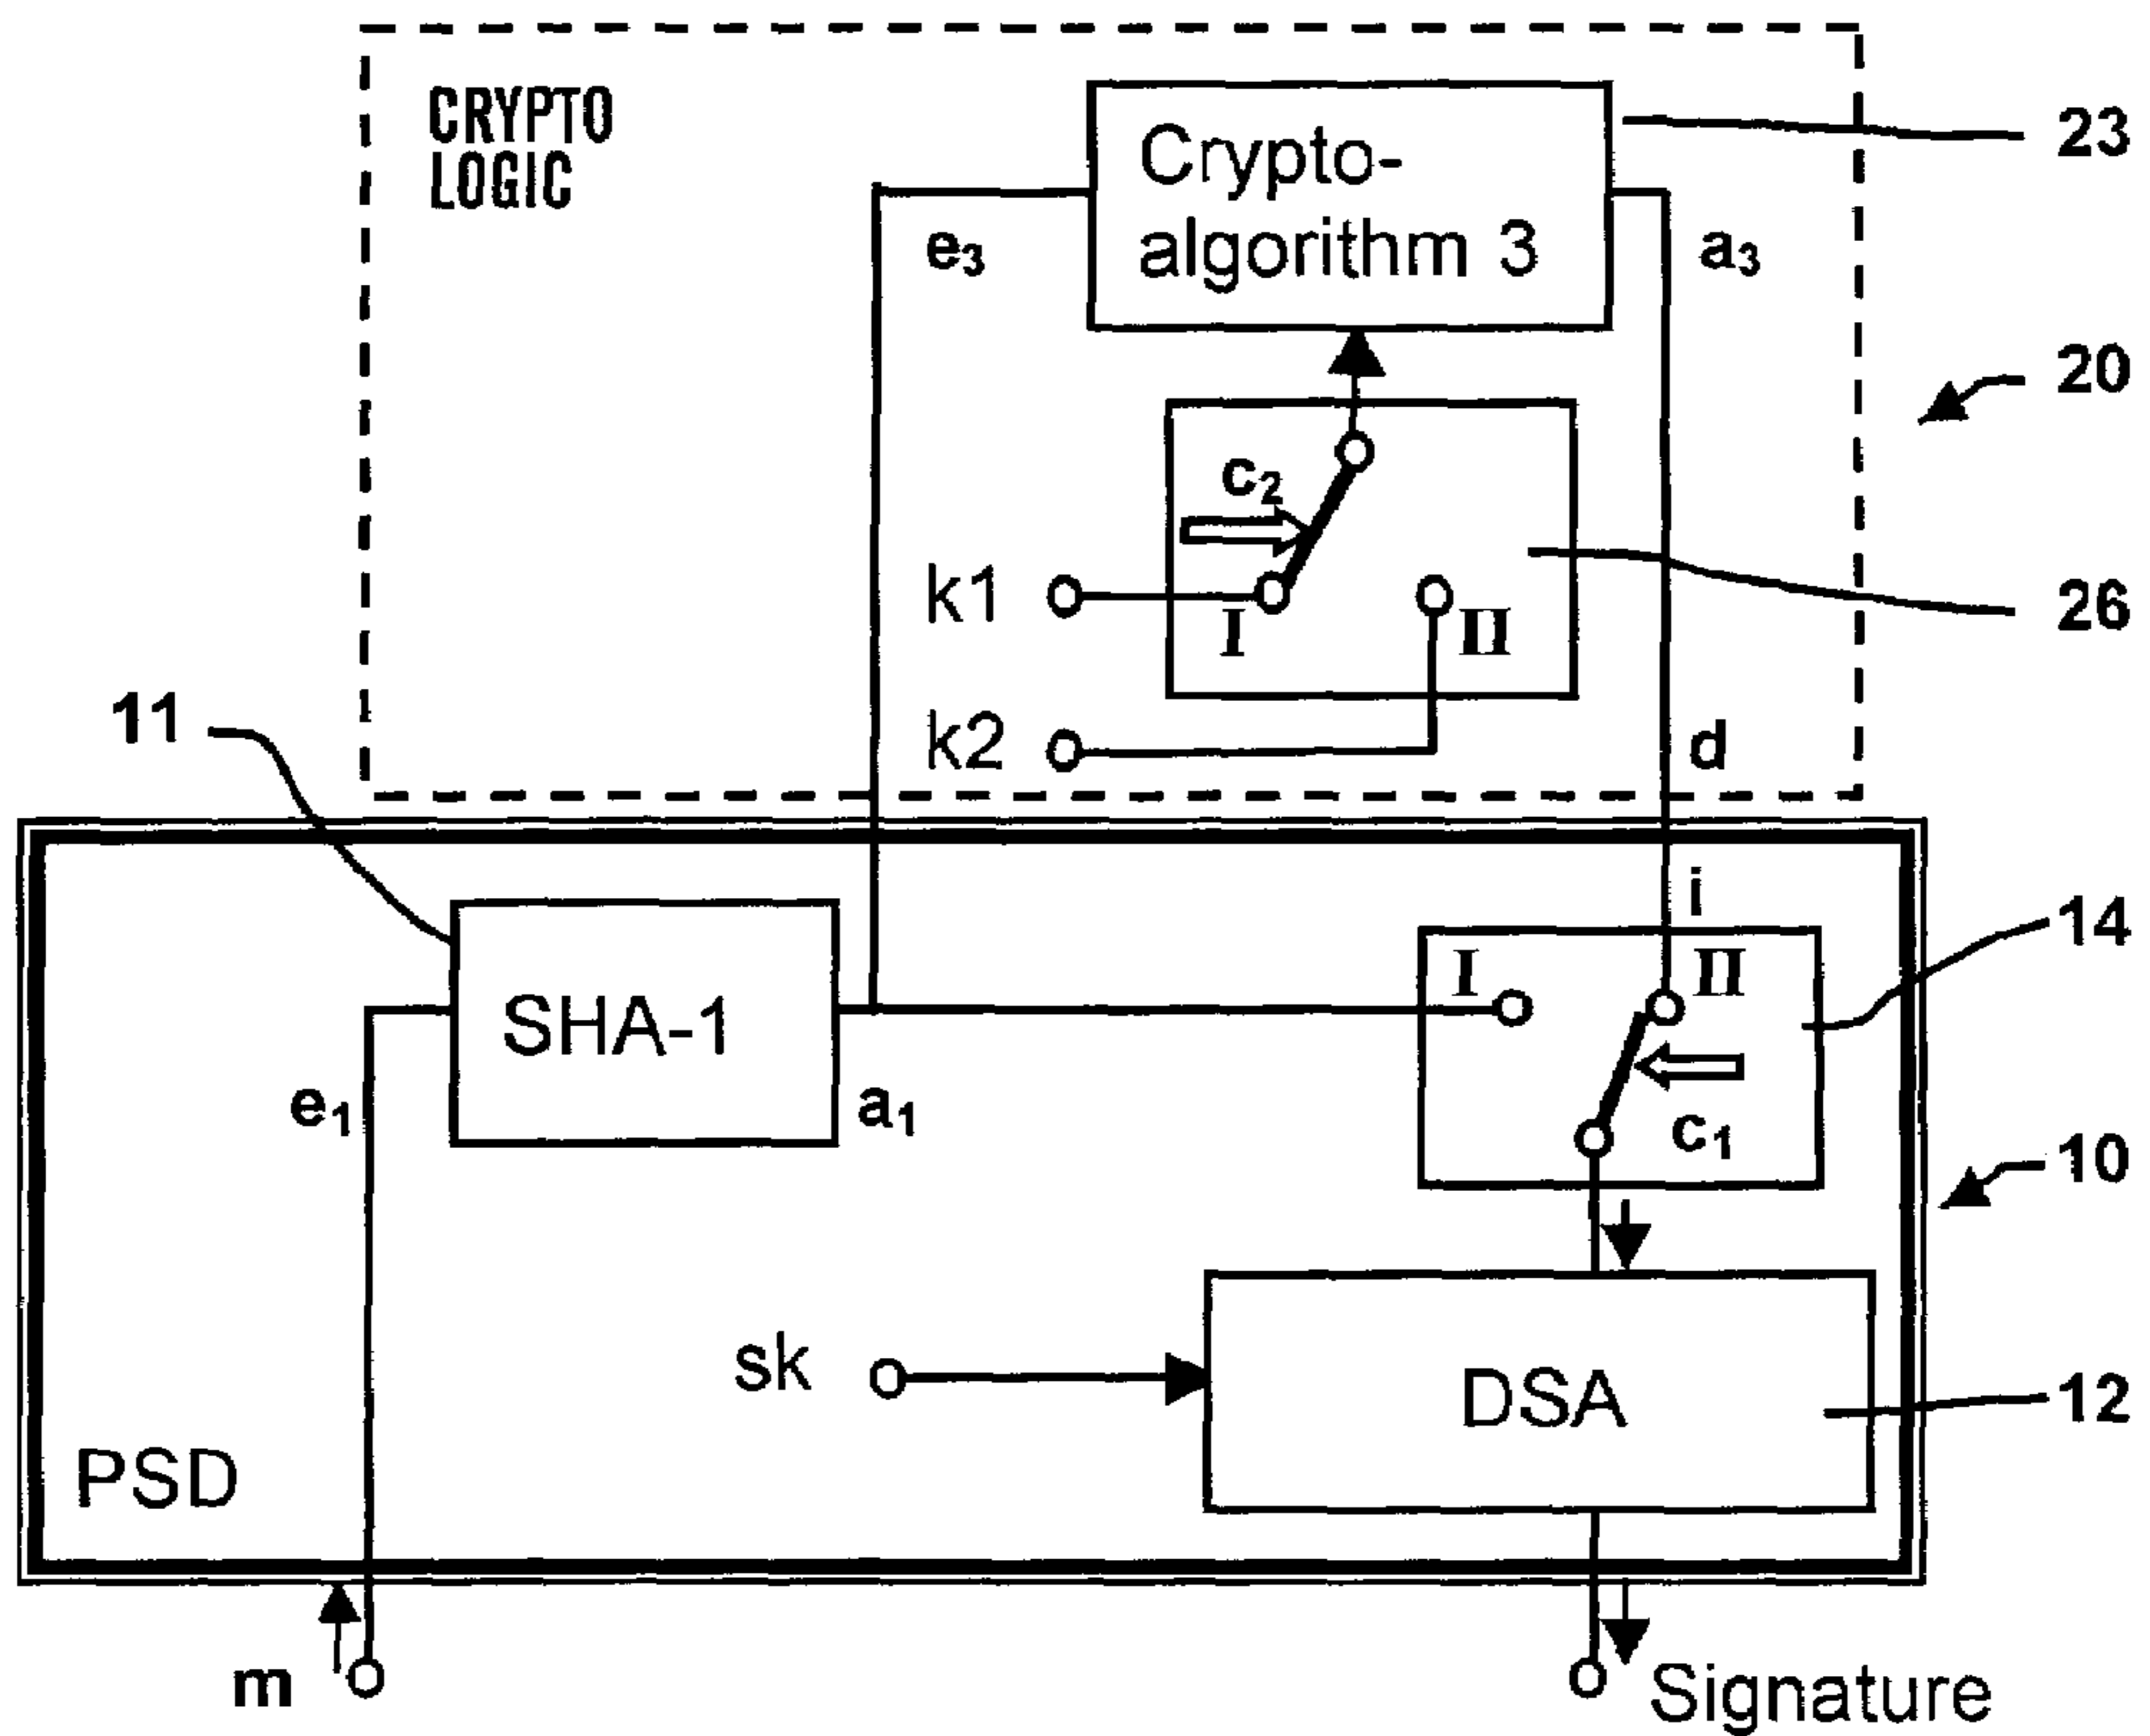 CRYPTO
LOGIC
Crypto-
algorithm 3
23
e3
a3
20
c2
26
k1
I
II
k2
d
11
i
14
I
II
SHA-1
e1
a1
c1
10
sk
DSA
12
PSD
m
Signature